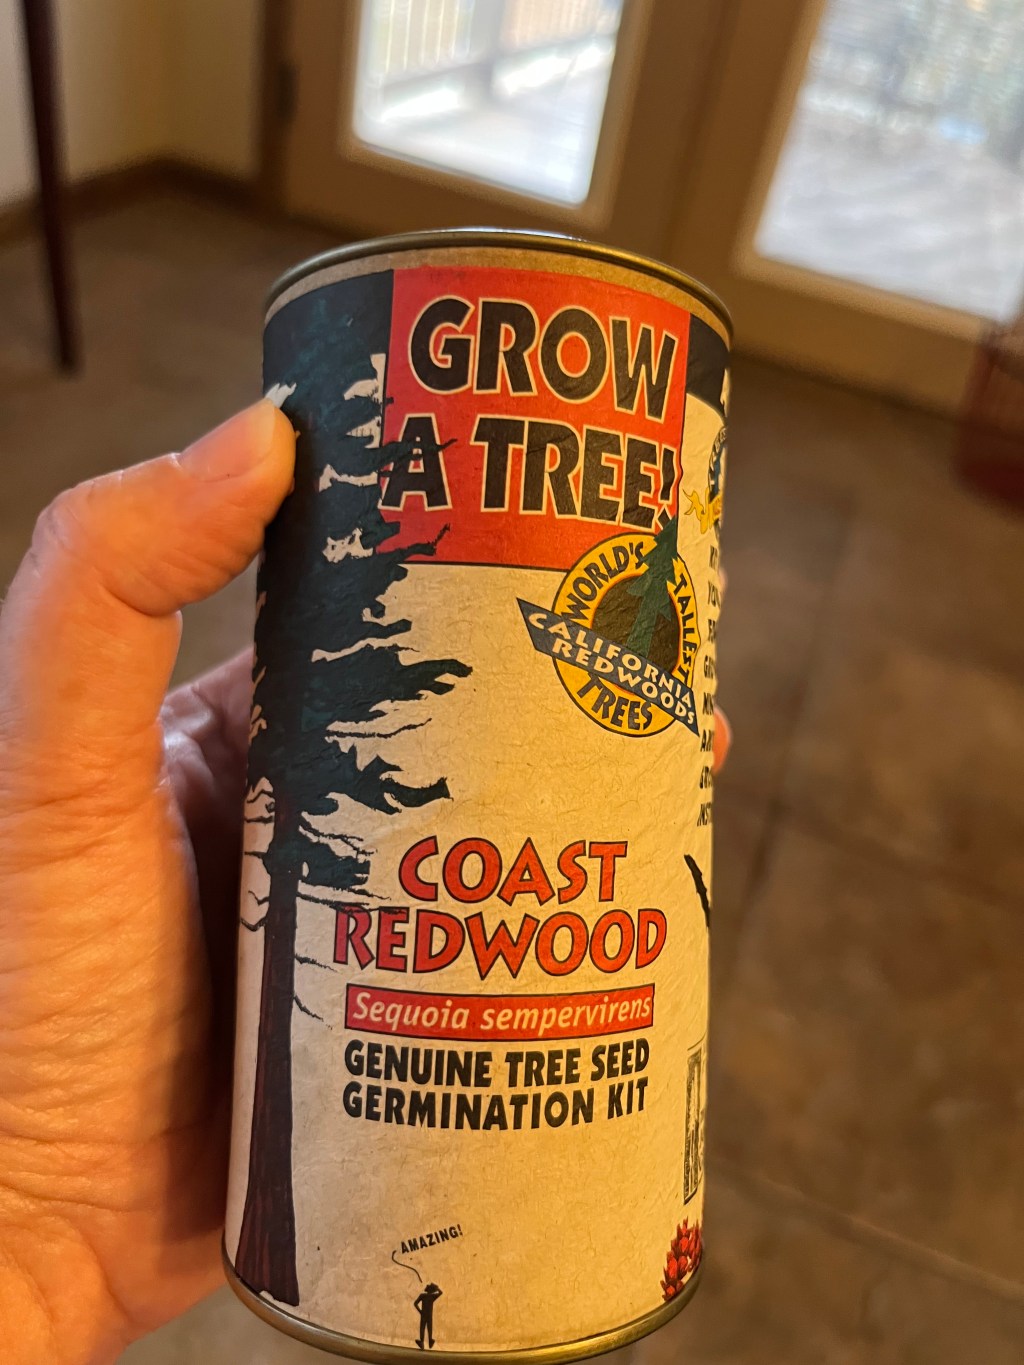 GROW
A TREE!
WORLD'S
TALLEST
CALIFORNIA
REDWOODS
TREES
COAST
REDWOOD
Sequoia sempervirens
GENUINE TREE SEED
GERMINATION KIT
AMAZING!